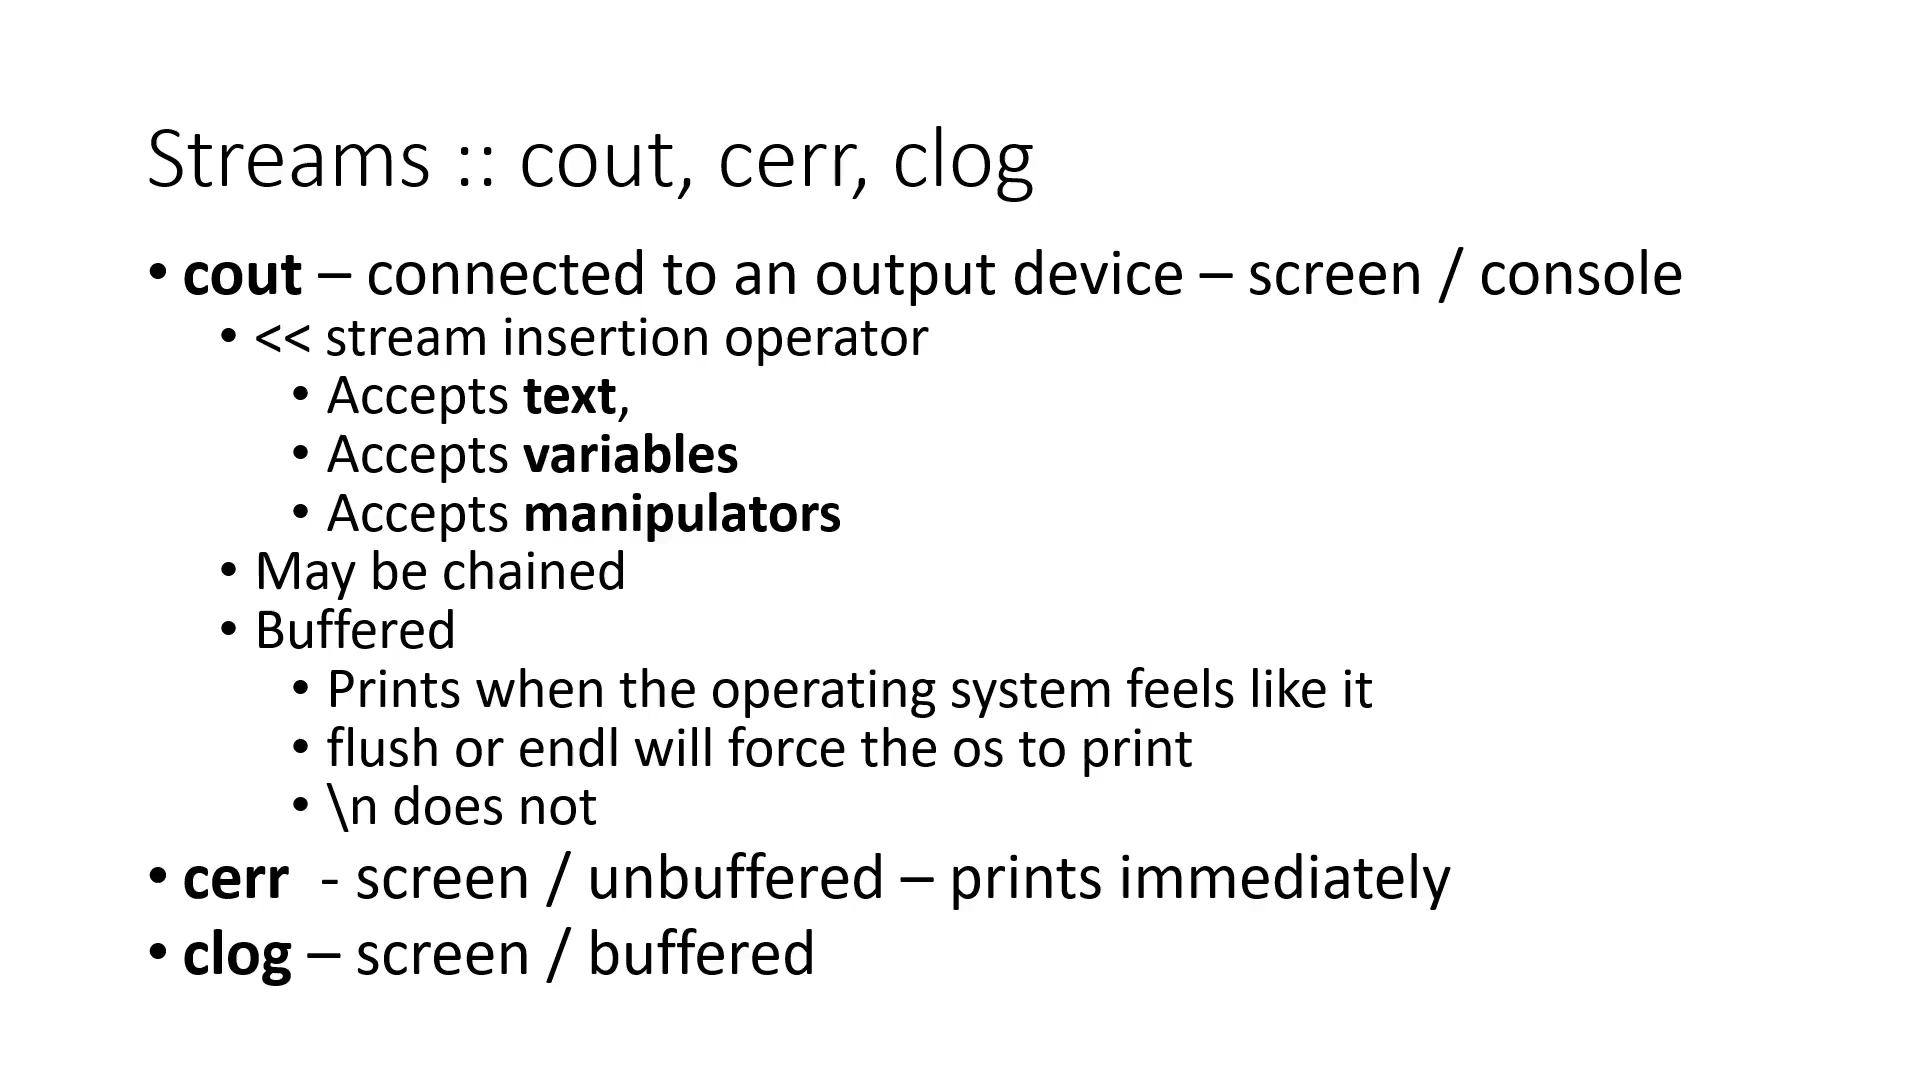 Streams :: cout, cerr, clog
• cout – connected to an output device – screen / console
• << stream insertion operator
• Accepts text,
• Accepts variables
• Accepts manipulators
• May be chained
• Buffered
• Prints when the operating system feels like it
• flush or endl will force the os to print
• \n does not
• cerr  - screen / unbuffered – prints immediately
• clog – screen / buffered